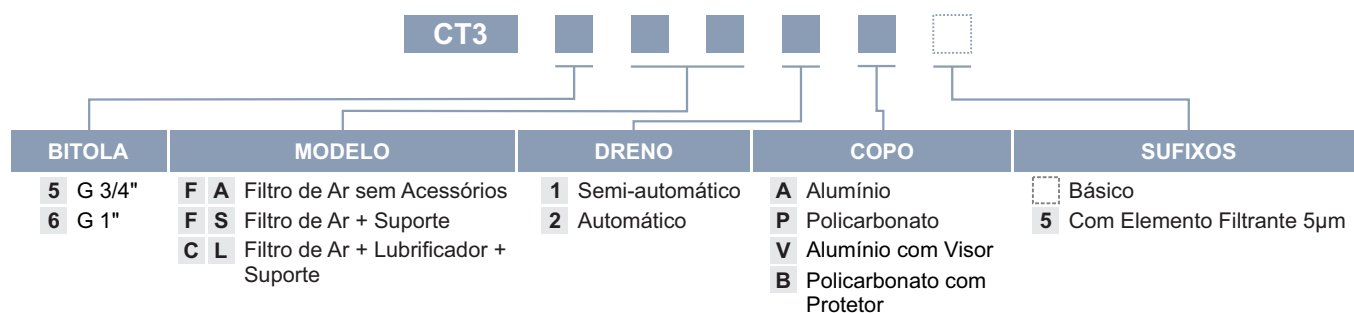 CT3
BITOLA
5 G 3/4"
6 G 1"
MODELO
F A Filtro de Ar sem Acessórios
F S Filtro de Ar + Suporte
C L Filtro de Ar + Lubrificador +
Suporte
DRENO
1 Semi-automático
2 Automático
COPO
A Alumínio
P Policarbonato
V Alumínio com Visor
B Policarbonato com
Protetor
SUFIXOS
Básico
5 Com Elemento Filtrante 5µm